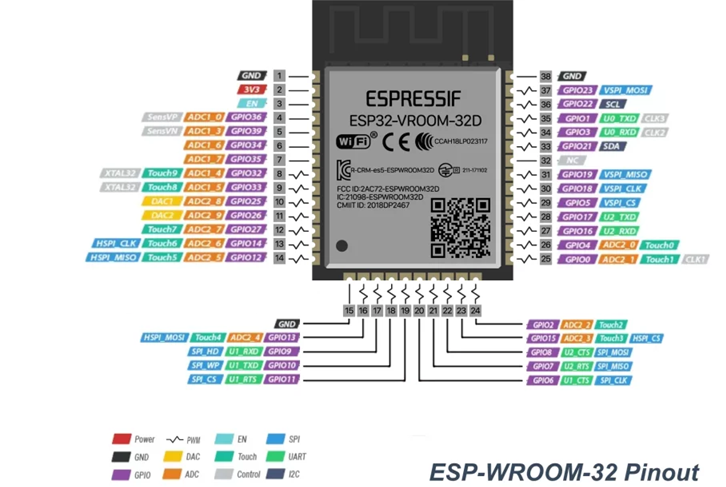 ESPRESSIF
ESP32-VROOM-32D
WiFi CE CCAH18LP023117
R-CRM-es5-ESPWROOM32D 211-171102
FCC ID:2AC72-ESPWROOM32D
IC:21098-ESPWROOM32D
CMIIT ID: 2018DP2467
GND 1
3V3 2
EN 3
SensVP ADC1_0 GPIO36 4
SensVN ADC1_3 GPIO39 5
ADC1_6 GPIO34 6
ADC1_7 GPIO35 7
XTAL32 Touch9 ADC1_4 GPIO32 8
XTAL32 Touch8 ADC1_5 GPIO33 9
DAC1 ADC2_8 GPIO25 10
DAC2 ADC2_9 GPIO26 11
Touch7 ADC2_7 GPIO27 12
HSPI_CLK Touch6 ADC2_6 GPIO14 13
HSPI_MISO Touch5 ADC2_5 GPIO12 14
38 GND
37 GPIO23 VSPI_MOSI
36 GPIO22 SCL
35 GPIO1 U0_TXD CLK3
34 GPIO3 U0_RXD CLK2
33 GPIO21 SDA
32 NC
31 GPIO19 VSPI_MISO
30 GPIO18 VSPI_CLK
29 GPIO5 VSPI_CS
28 GPIO17 U2_TXD
27 GPIO16 U2_RXD
26 GPIO4 ADC2_0 Touch0
25 GPIO0 ADC2_1 Touch1 CLK1
15 16 17 18 19 20 21 22 23 24
GND
HSPI_MOSI Touch4 ADC2_4 GPIO13
SPI_HD U1_RXD GPIO9
SPI_WP U1_TXD GPIO10
SPI_CS U1_RTS GPIO11
GPIO2 ADC2_2 Touch2
GPIO15 ADC2_3 Touch3 HSPI_CS
GPIO8 U2_CTS SPI_MOSI
GPIO7 U2_RTS SPI_MISO
GPIO6 U1_CTS SPI_CLK
Power PWM EN SPI
GND DAC Touch UART
GPIO ADC Control I2C
ESP-WROOM-32 Pinout